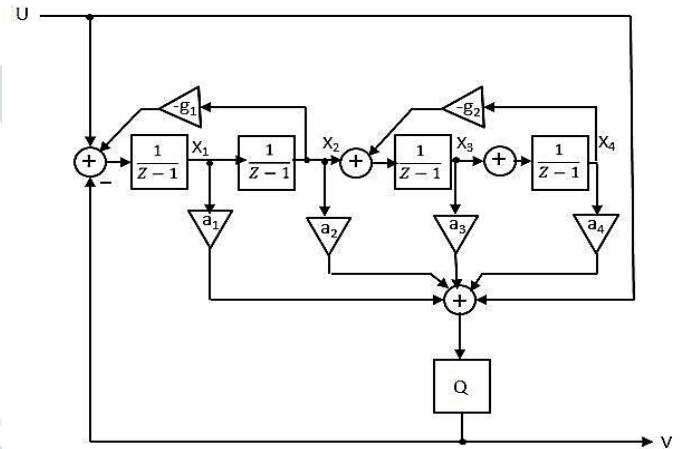 U
-g₁
-g₂
+
1
Z − 1
X₁
1
Z − 1
X₂
+
1
Z − 1
X₃
+
1
Z − 1
X₄
−
a₁
a₂
a₃
a₄
+
Q
V